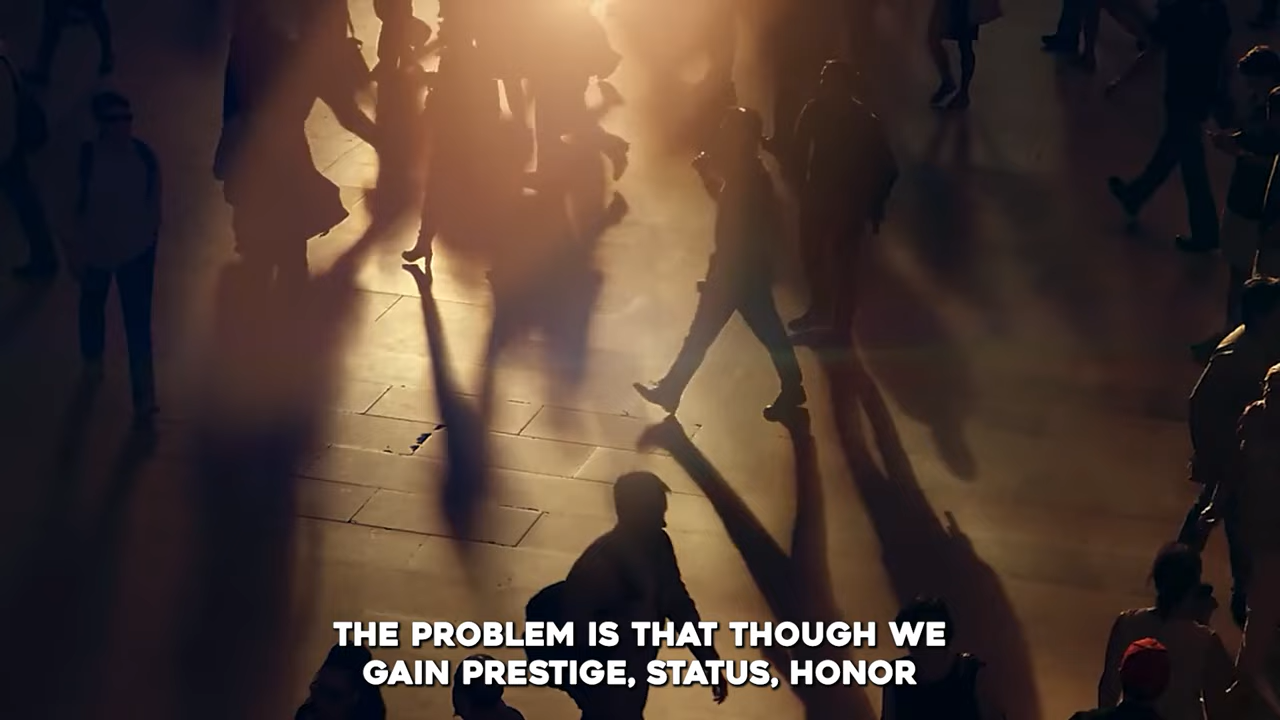 THE PROBLEM IS THAT THOUGH WE
GAIN PRESTIGE, STATUS, HONOR